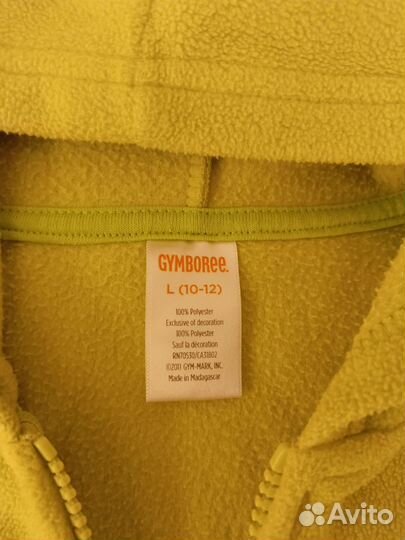 GYMBOREE.
L (10-12)
100% Polyester
Exclusive of decoration
100% Polyester
Sauf la décoration
RN70530/CA31802
©2011 GYM-MARK, INC.
Made in Madagascar
Avito